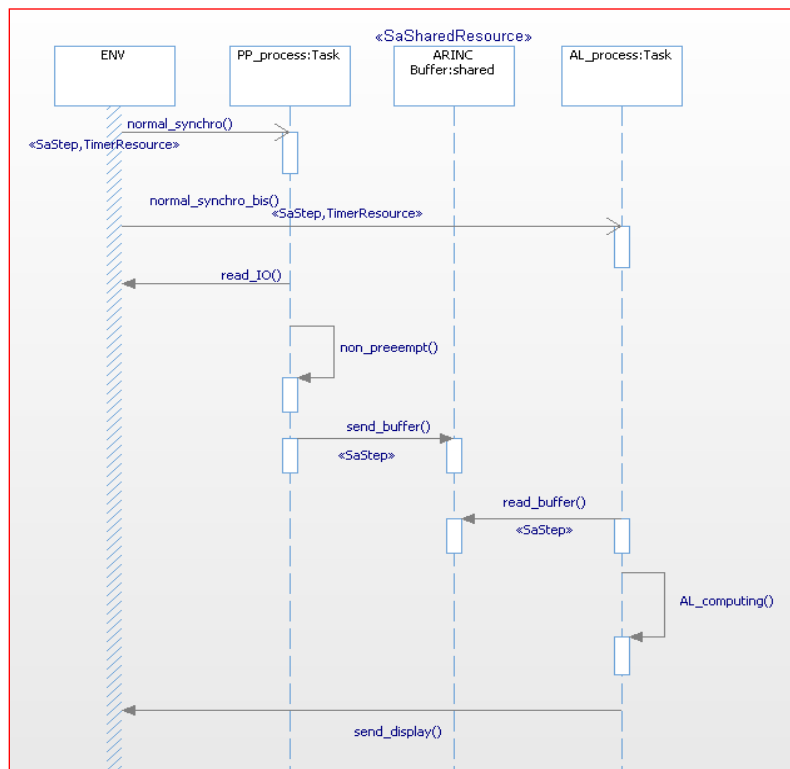 «SaSharedResource»
ENV
PP_process:Task
ARINC
Buffer:shared
AL_process:Task
normal_synchro()
«SaStep,TimerResource»
normal_synchro_bis()
«SaStep,TimerResource»
read_IO()
non_preeempt()
send_buffer()
«SaStep»
read_buffer()
«SaStep»
AL_computing()
send_display()